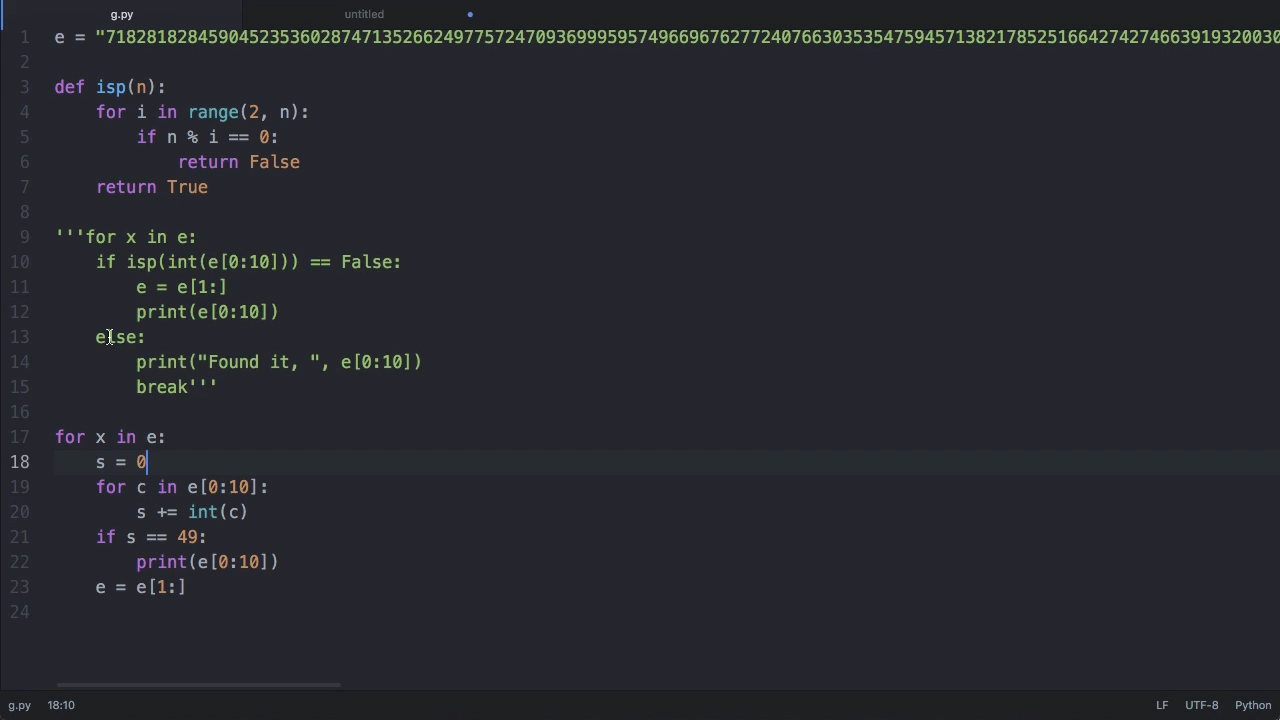 g.py untitled
1 e = "7182818284590452353602874713526624977572470936999595749669676277240766303535475945713821785251664274274663919320030
2
3 def isp(n):
4     for i in range(2, n):
5         if n % i == 0:
6             return False
7     return True
8
9 '''for x in e:
10     if isp(int(e[0:10])) == False:
11         e = e[1:]
12         print(e[0:10])
13     else:
14         print("Found it, ", e[0:10])
15         break'''
16
17 for x in e:
18     s = 0
19     for c in e[0:10]:
20         s += int(c)
21     if s == 49:
22         print(e[0:10])
23     e = e[1:]
24
g.py 18:10 LF UTF-8 Python